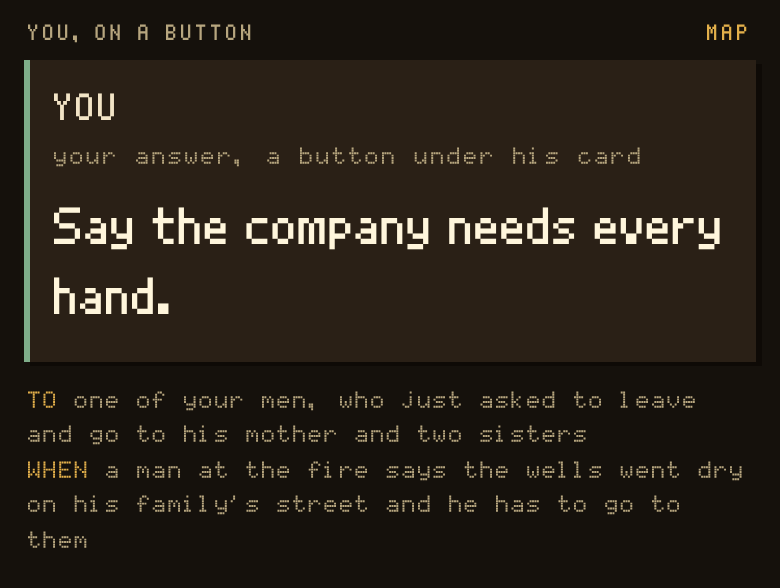 YOU, ON A BUTTON
MAP
YOU
your answer, a button under his card
Say the company needs every
hand.
TO one of your men, who just asked to leave
and go to his mother and two sisters
WHEN a man at the fire says the wells went dry
on his family's street and he has to go to
them